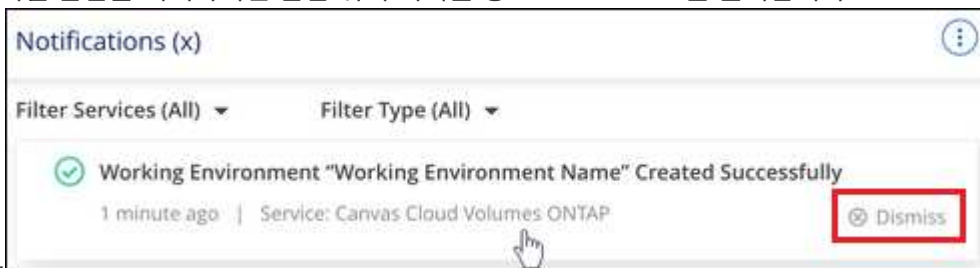 Notifications (x)
Filter Services (All) Filter Type (All)
Working Environment “Working Environment Name” Created Successfully
1 minute ago | Service: Canvas Cloud Volumes ONTAP
Dismiss